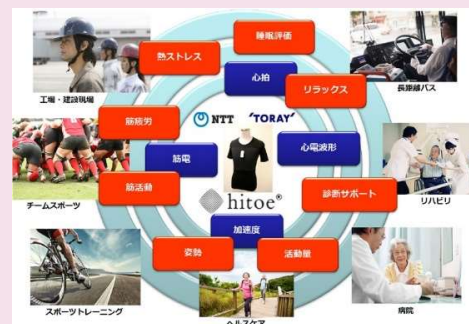 睡眠評価
熱ストレス
心拍
リラックス
工場・建設現場
長距離バス
筋疲労
NTT
'TORAY'
筋電
心電波形
チームスポーツ
筋活動
hitoe®
診断サポート
リハビリ
加速度
姿勢
活動量
スポーツトレーニング
ヘルスケア
病院